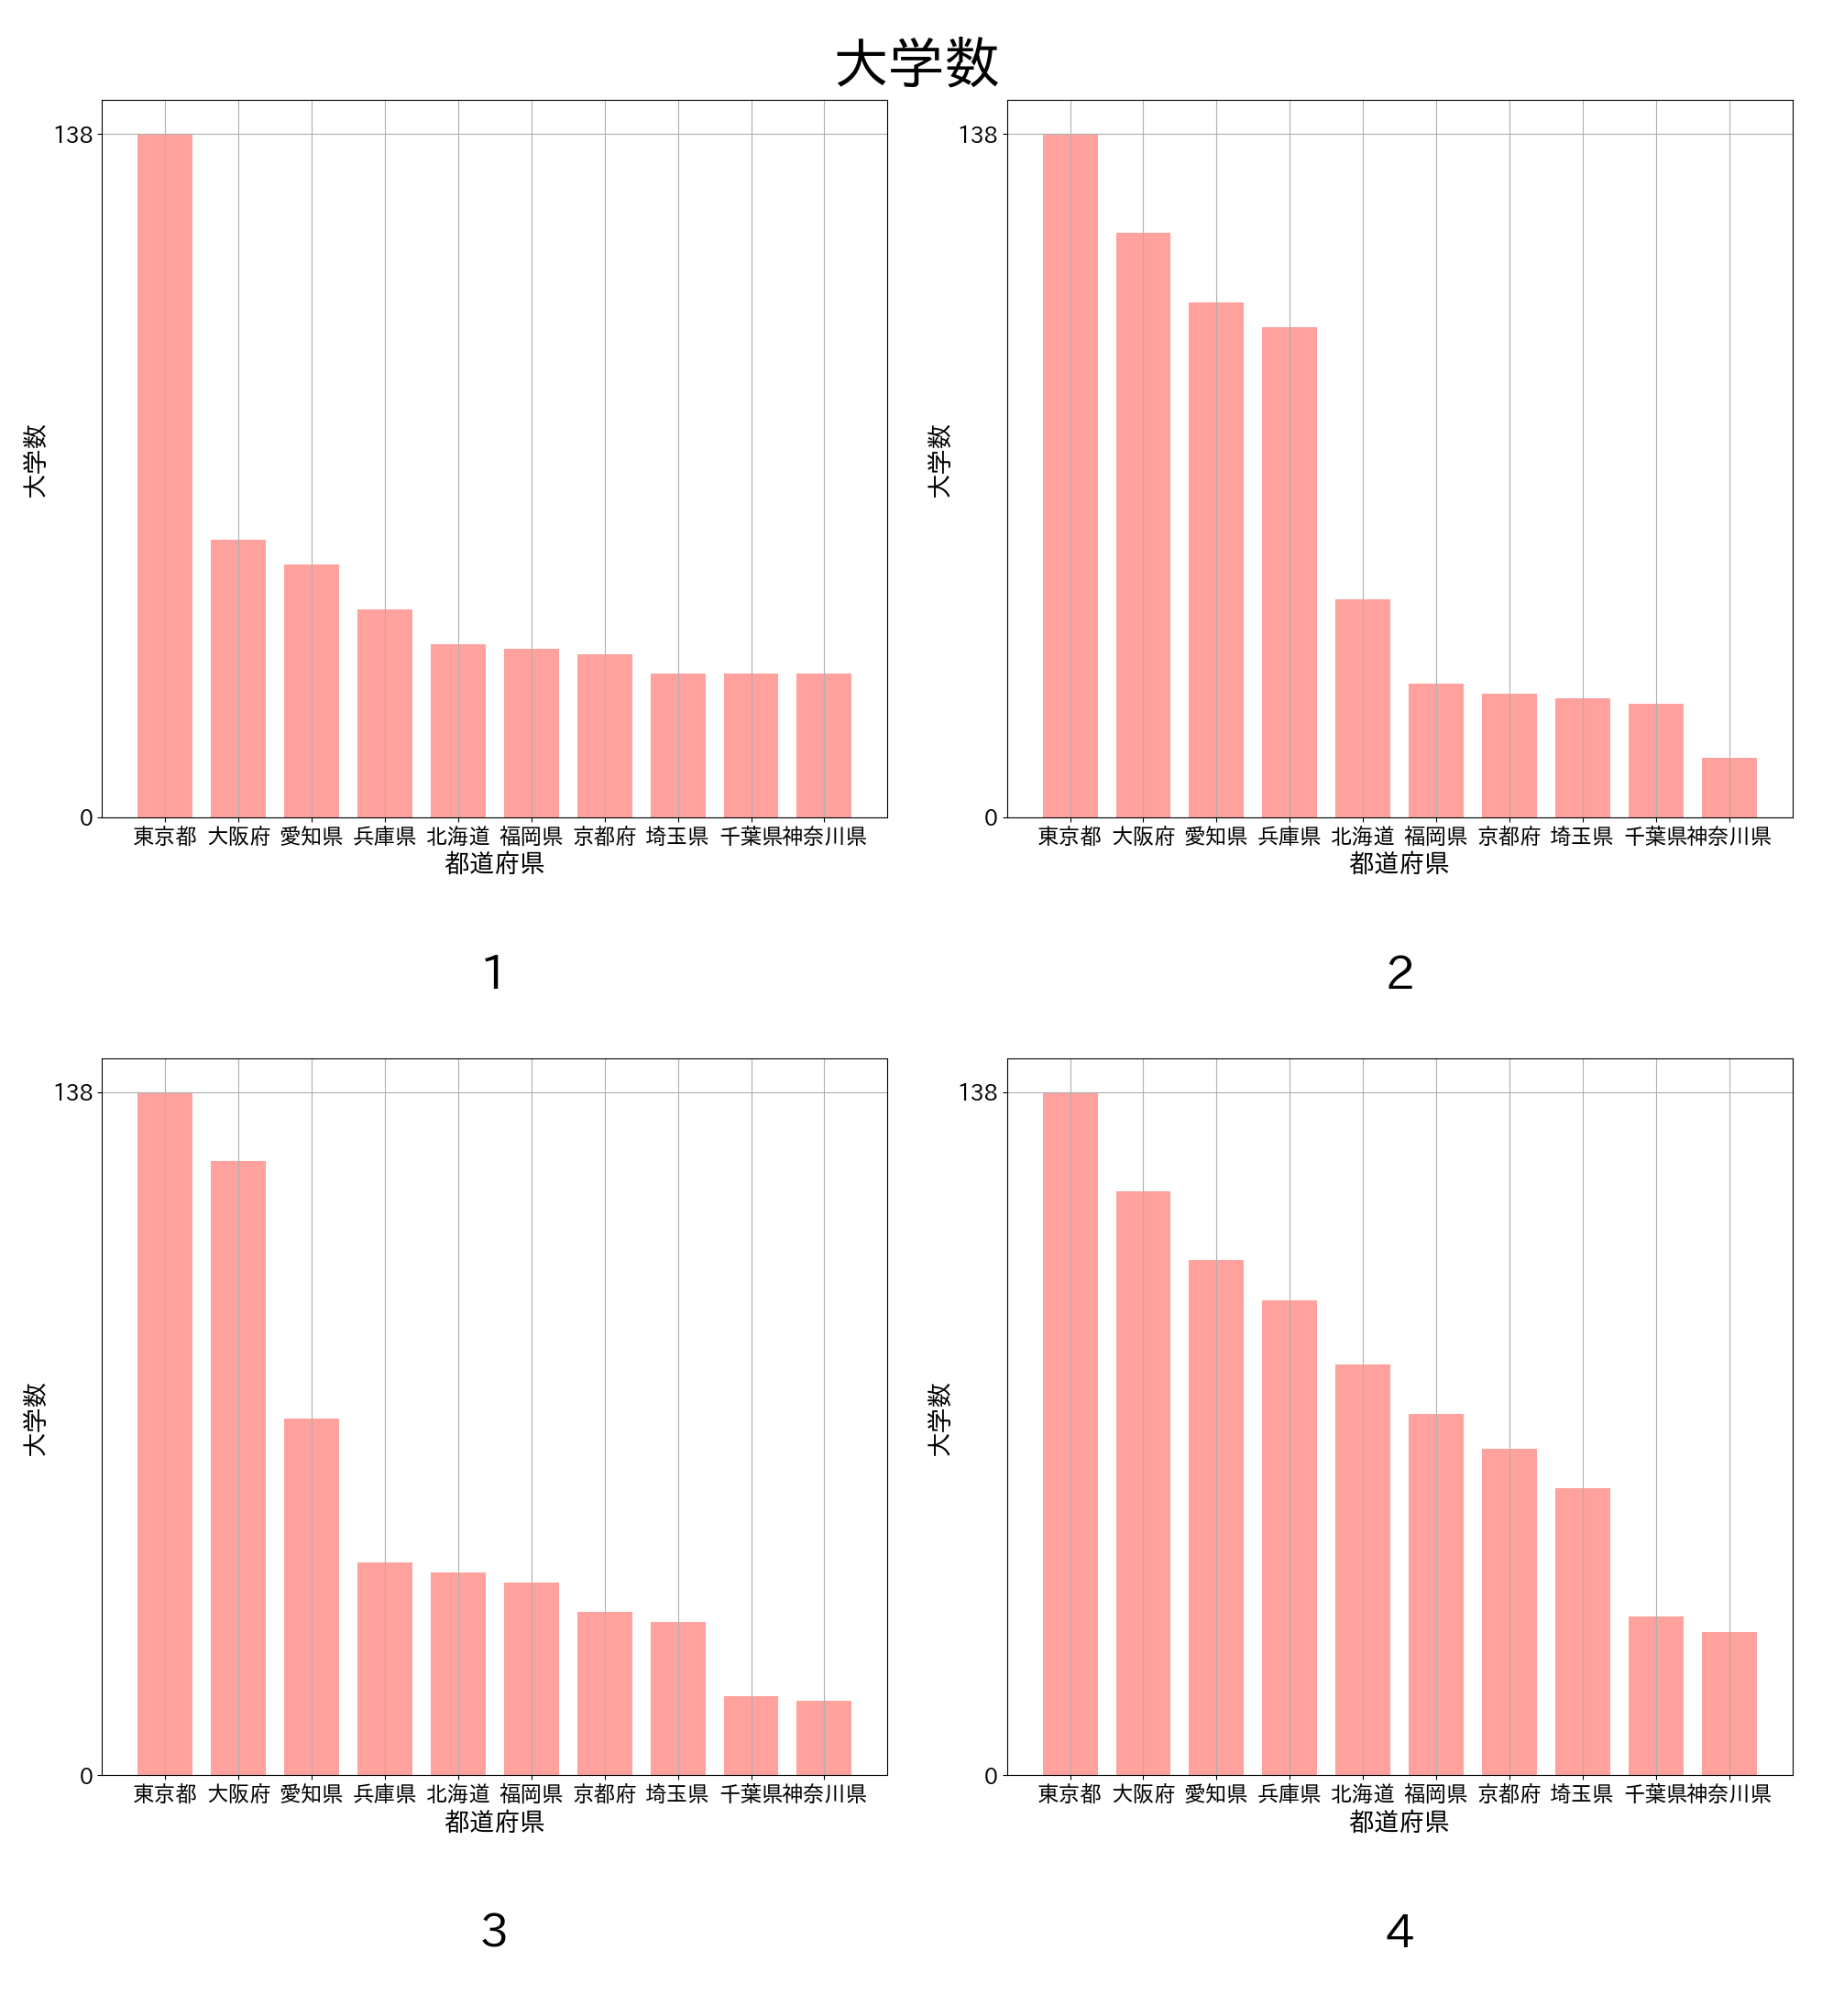 大学数
138
0
大学数
東京都 大阪府 愛知県 兵庫県 北海道 福岡県 京都府 埼玉県 千葉県 神奈川県
都道府県
1
138
0
大学数
東京都 大阪府 愛知県 兵庫県 北海道 福岡県 京都府 埼玉県 千葉県 神奈川県
都道府県
2
138
0
大学数
東京都 大阪府 愛知県 兵庫県 北海道 福岡県 京都府 埼玉県 千葉県 神奈川県
都道府県
3
138
0
大学数
東京都 大阪府 愛知県 兵庫県 北海道 福岡県 京都府 埼玉県 千葉県 神奈川県
都道府県
4